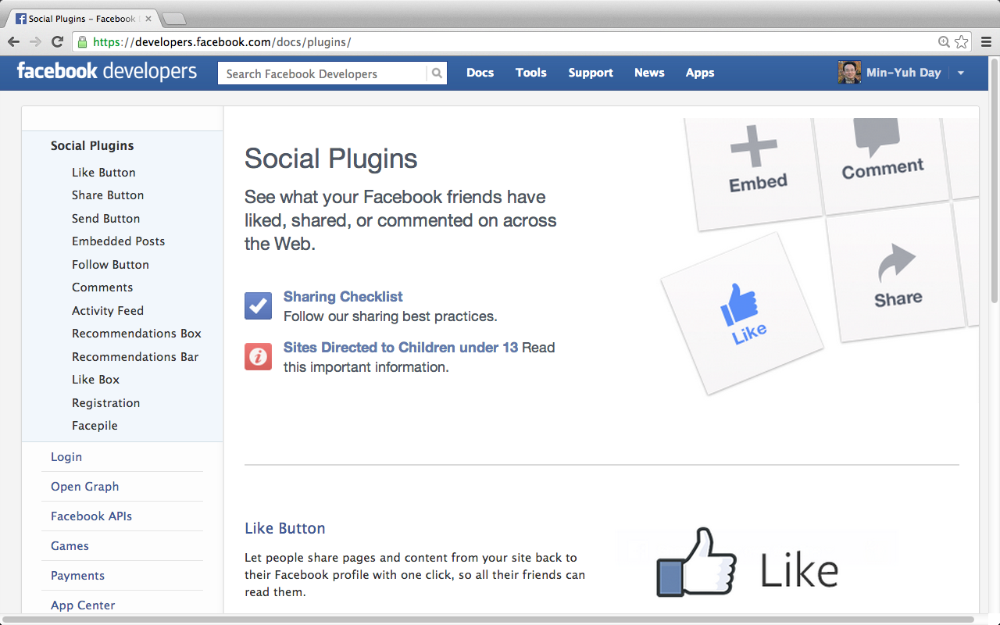 Social Plugins – Facebook
https://developers.facebook.com/docs/plugins/
facebook developers
Search Facebook Developers
Docs
Tools
Support
News
Apps
Min-Yuh Day
Social Plugins
Like Button
Share Button
Send Button
Embedded Posts
Follow Button
Comments
Activity Feed
Recommendations Box
Recommendations Bar
Like Box
Registration
Facepile
Login
Open Graph
Facebook APIs
Games
Payments
App Center
Social Plugins
See what your Facebook friends have
liked, shared, or commented on across
the Web.
Sharing Checklist
Follow our sharing best practices.
Sites Directed to Children under 13 Read
this important information.
Embed
Comment
Like
Share
Like Button
Let people share pages and content from your site back to
their Facebook profile with one click, so all their friends can
read them.
Like